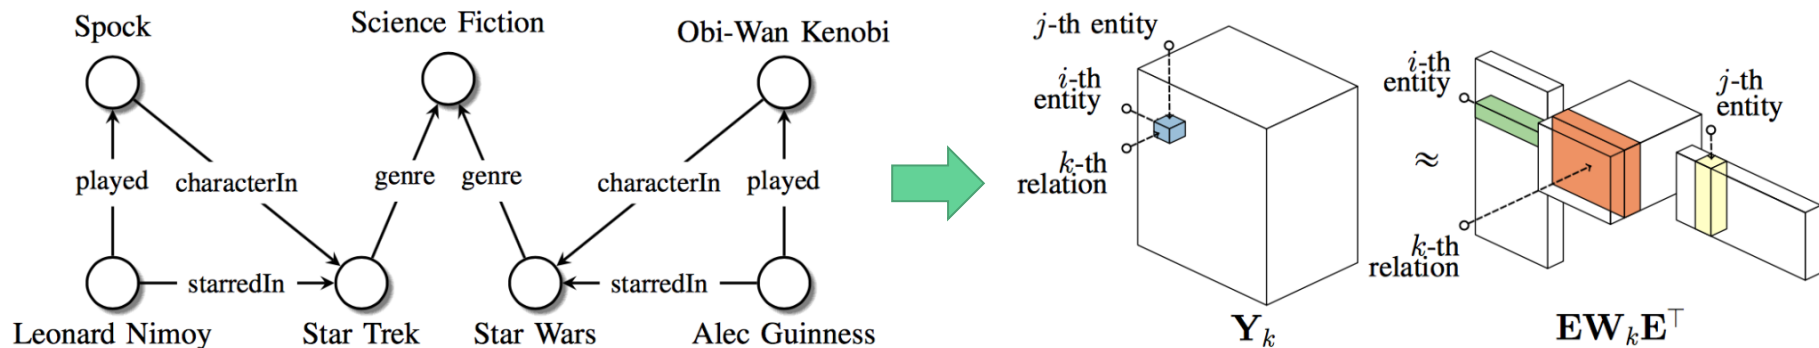 Spock
Science Fiction
Obi-Wan Kenobi
played
characterIn
genre
genre
characterIn
played
starredIn
starredIn
Leonard Nimoy
Star Trek
Star Wars
Alec Guinness
j-th entity
i-th
entity
k-th
relation
Y_k
≈
i-th
entity
j-th
entity
k-th
relation
EW_kE^⊤